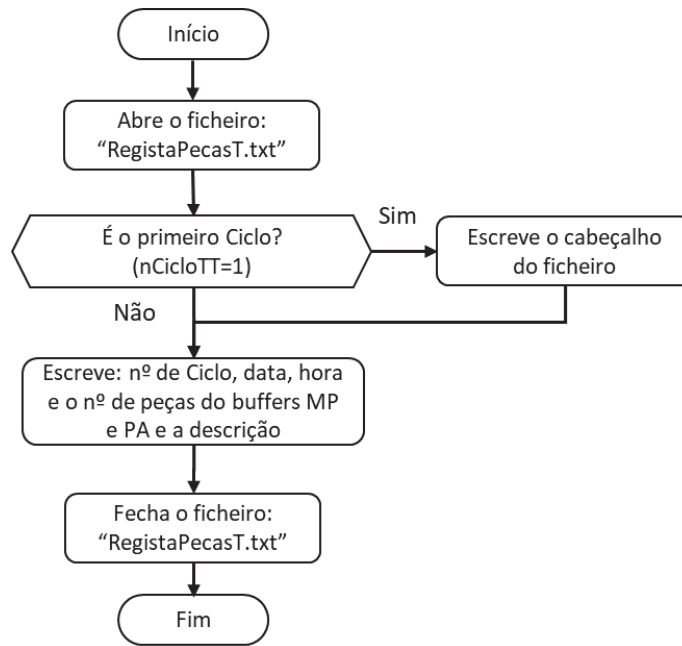 Início
Abre o ficheiro:
“RegistaPecasT.txt”
É o primeiro Ciclo?
(nCicloTT=1)
Sim
Escreve o cabeçalho
do ficheiro
Não
Escreve: nº de Ciclo, data, hora
e o nº de peças do buffers MP
e PA e a descrição
Fecha o ficheiro:
“RegistaPecasT.txt”
Fim